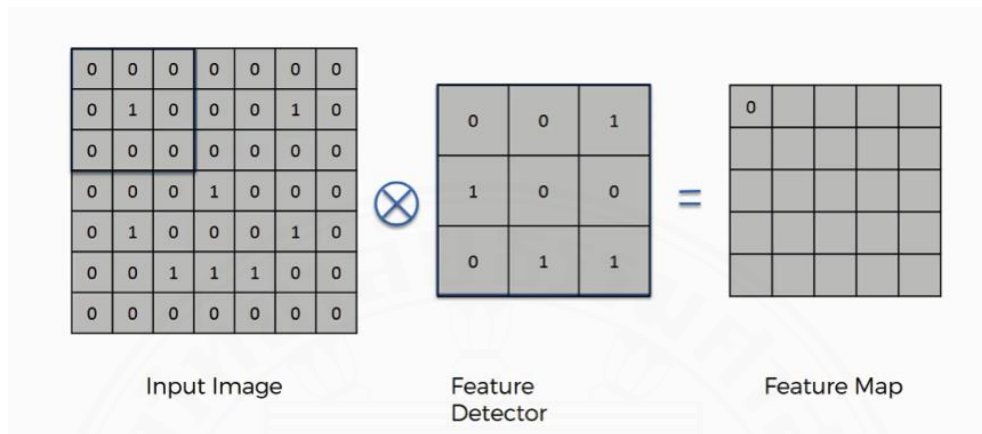 0 0 0 0 0 0 0
0 1 0 0 0 1 0
0 0 0 0 0 0 0
0 0 0 1 0 0 0
0 1 0 0 0 1 0
0 0 1 1 1 0 0
0 0 0 0 0 0 0
0 0 1
1 0 0
0 1 1
=
0
Input Image
Feature
Detector
Feature Map